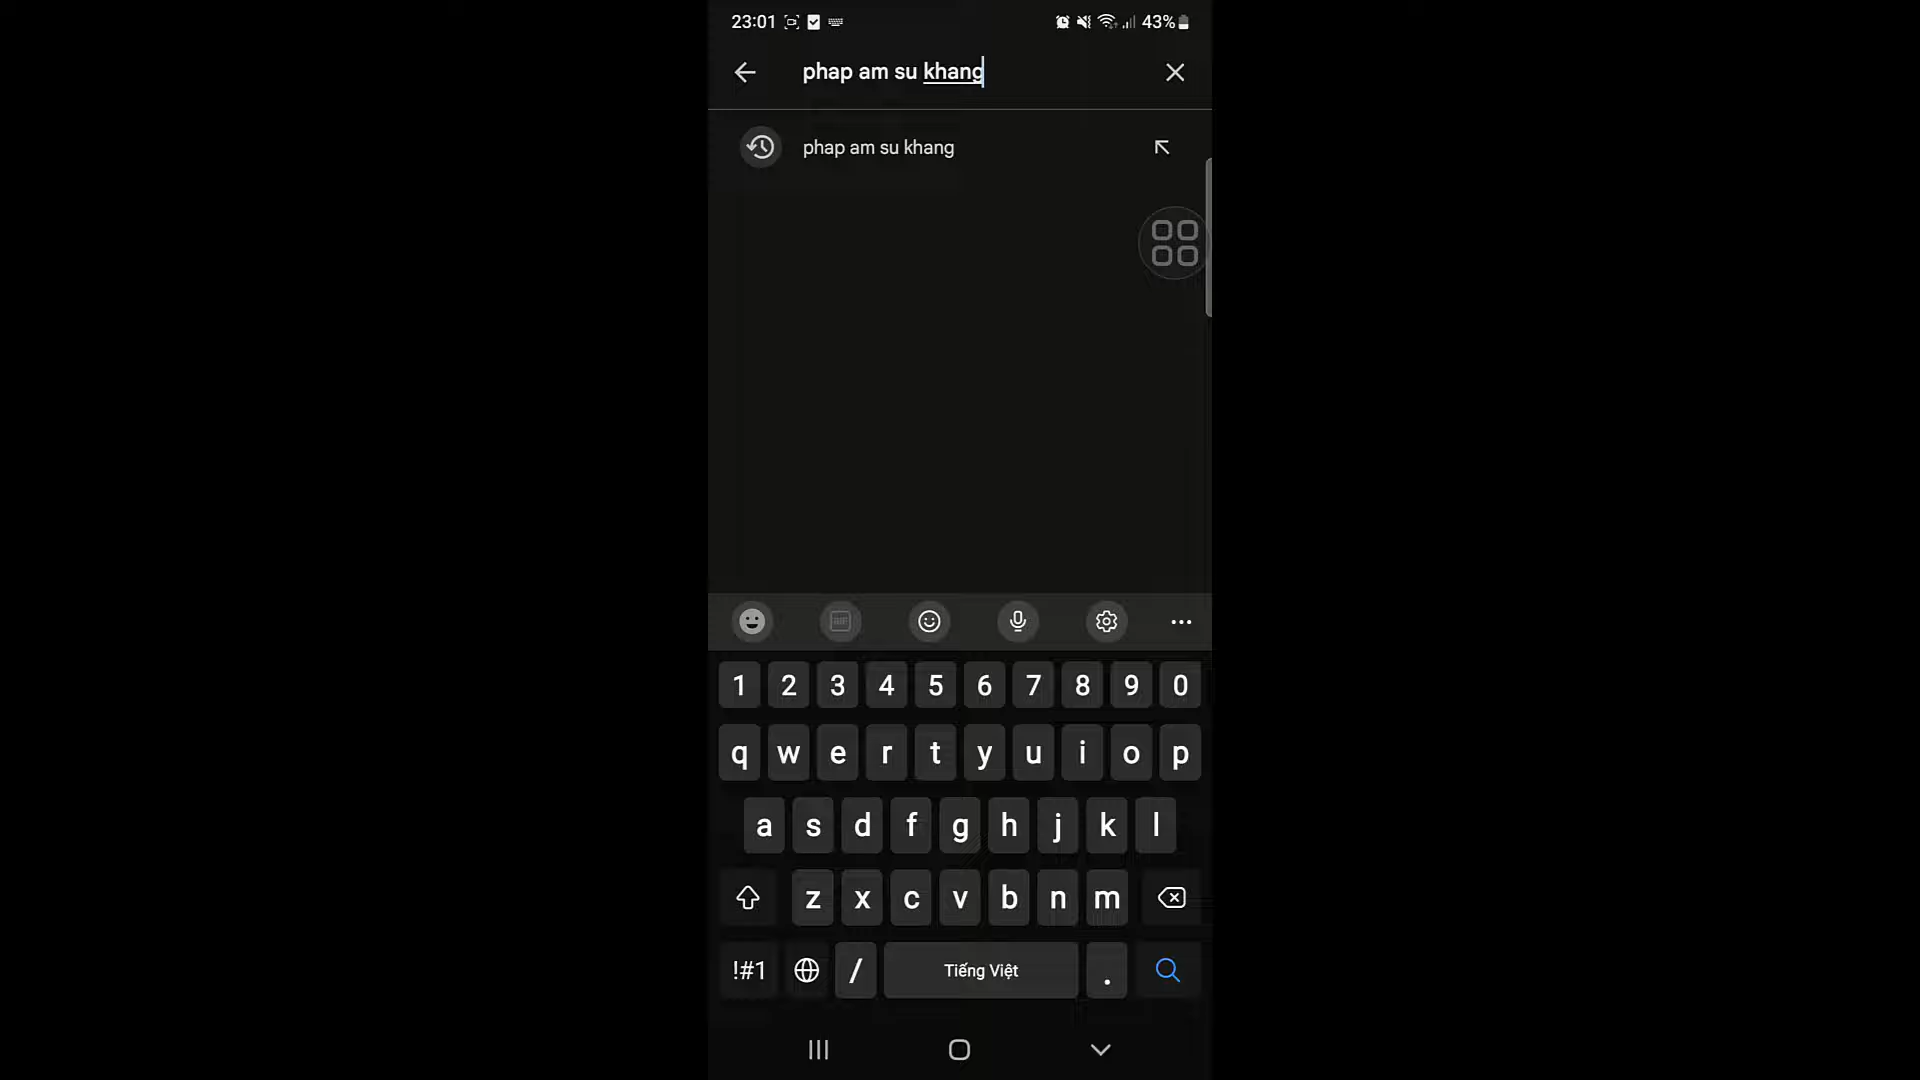 23:01 43%
phap am su khang
phap am su khang
1 2 3 4 5 6 7 8 9 0
q w e r t y u i o p
a s d f g h j k l
z x c v b n m
!#1 / Tiếng Việt .